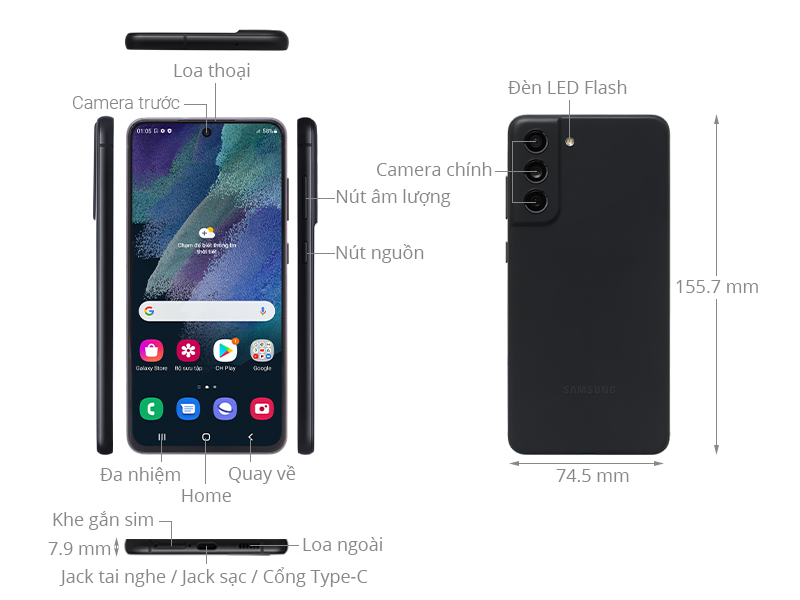 Loa thoại
Camera trước
01:05
58%
Chạm để biết thông tin
thời tiết
Galaxy Store
Bộ sưu tập
CH Play
Google
Nút âm lượng
Nút nguồn
Đa nhiệm
Home
Quay về
Khe gắn sim
7.9 mm
Loa ngoài
Jack tai nghe / Jack sạc / Cổng Type-C
Đèn LED Flash
Camera chính
SAMSUNG
155.7 mm
74.5 mm